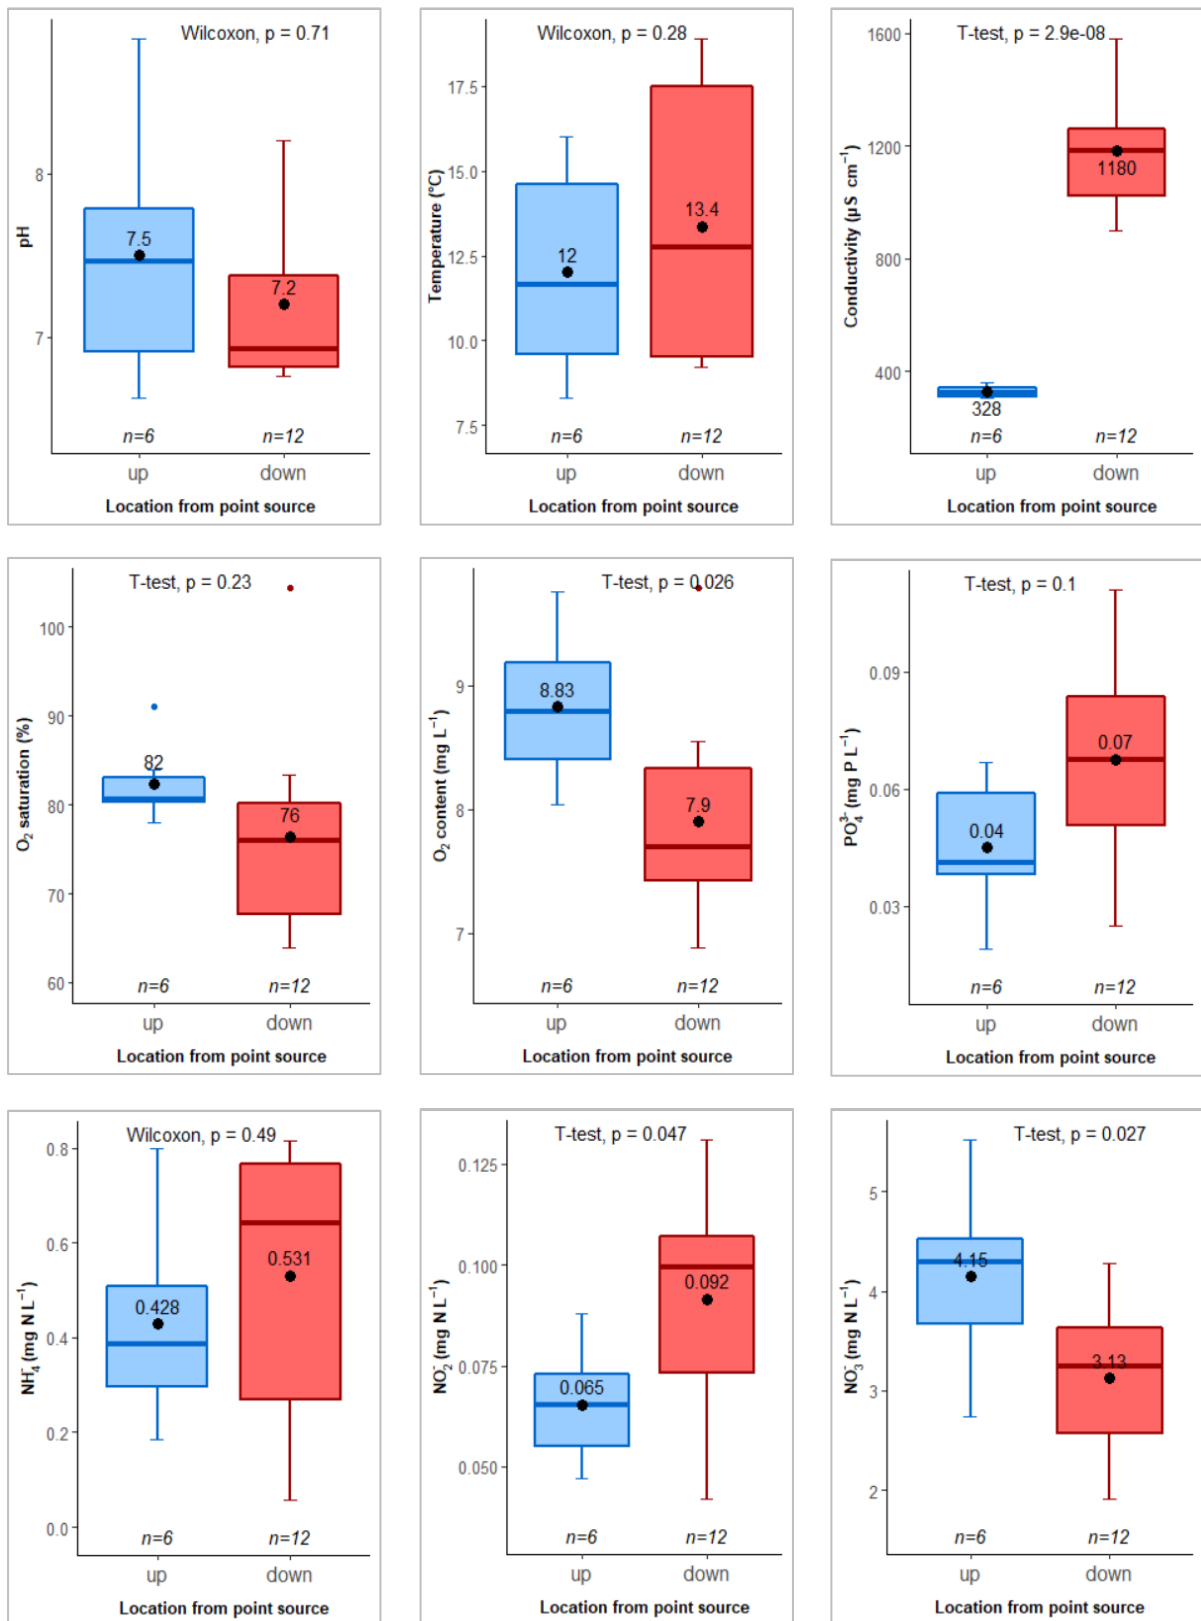 Wilcoxon, p = 0.71
8
7
pH
7.5
7.2
n=6
n=12
up
down
Location from point source
Wilcoxon, p = 0.28
17.5
15.0
12.5
10.0
7.5
Temperature (°C)
12
13.4
n=6
n=12
up
down
Location from point source
T-test, p = 2.9e-08
1600
1200
800
400
Conductivity (µS cm⁻¹)
328
1180
n=6
n=12
up
down
Location from point source
T-test, p = 0.23
100
90
80
70
60
O₂ saturation (%)
82
76
n=6
n=12
up
down
Location from point source
T-test, p = 0.026
9
8
7
O₂ content (mg L⁻¹)
8.83
7.9
n=6
n=12
up
down
Location from point source
T-test, p = 0.1
0.09
0.06
0.03
PO₄³⁻ (mg P L⁻¹)
0.04
0.07
n=6
n=12
up
down
Location from point source
Wilcoxon, p = 0.49
0.8
0.6
0.4
0.2
0.0
NH₄⁻ (mg N L⁻¹)
0.428
0.531
n=6
n=12
up
down
Location from point source
T-test, p = 0.047
0.125
0.100
0.075
0.050
NO₂⁻ (mg N L⁻¹)
0.065
0.092
n=6
n=12
up
down
Location from point source
T-test, p = 0.027
5
4
3
2
NO₃⁻ (mg N L⁻¹)
4.15
3.13
n=6
n=12
up
down
Location from point source